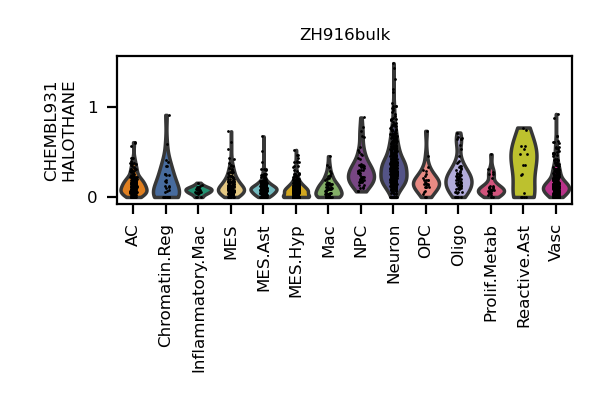 ZH916bulk
CHEMBL931
HALOTHANE
1
0
AC
Chromatin.Reg
Inflammatory.Mac
MES
MES.Ast
MES.Hyp
Mac
NPC
Neuron
OPC
Oligo
Prolif.Metab
Reactive.Ast
Vasc